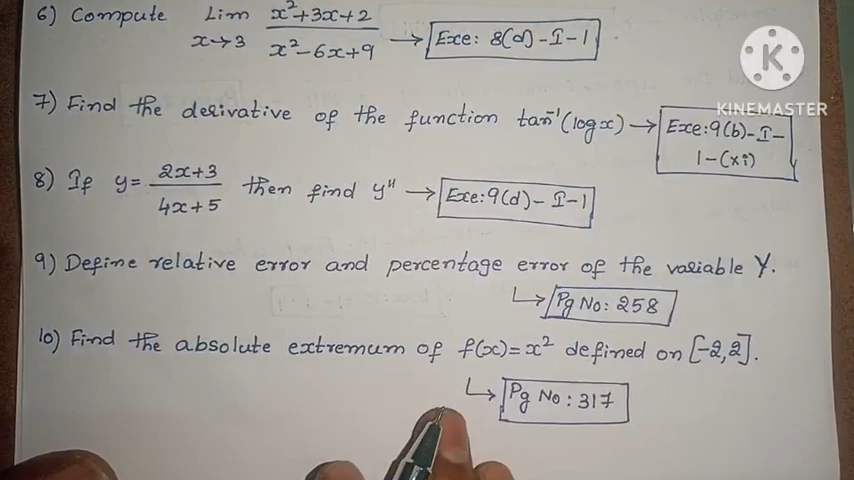 6) Compute Lim x→3 x²+3x+2 / x²-6x+9 → Exe: 8(d)-I-1
KINEMASTER
7) Find the derivative of the function tan⁻¹(logx) → Exe:9(b)-I-
1-(xi)
8) If y= 2x+3 / 4x+5 then find y" → Exe:9(d)-I-1
9) Define relative error and percentage error of the variable Y.
↳ Pg No: 258
10) Find the absolute extremum of f(x)=x² defined on [-2,2].
↳ Pg No: 317